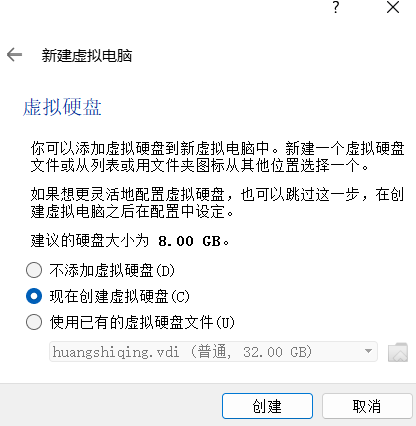 ?
新建虚拟电脑
虚拟硬盘
你可以添加虚拟硬盘到新虚拟电脑中。新建一个虚拟硬盘
文件或从列表或用文件夹图标从其他位置选择一个。
如果想更灵活地配置虚拟硬盘，也可以跳过这一步，在创
建虚拟电脑之后在配置中设定。
建议的硬盘大小为 8.00 GB。
不添加虚拟硬盘(D)
现在创建虚拟硬盘(C)
使用已有的虚拟硬盘文件(U)
huangshiqing.vdi (普通, 32.00 GB)
创建 取消